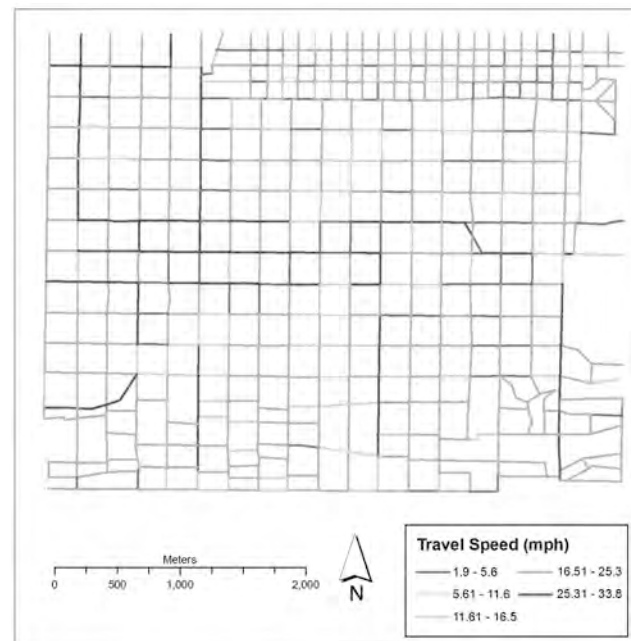 Meters
0 500 1,000 2,000
N
Travel Speed (mph)
1.9 - 5.6 16.51 - 25.3
5.61 - 11.6 25.31 - 33.8
11.61 - 16.5